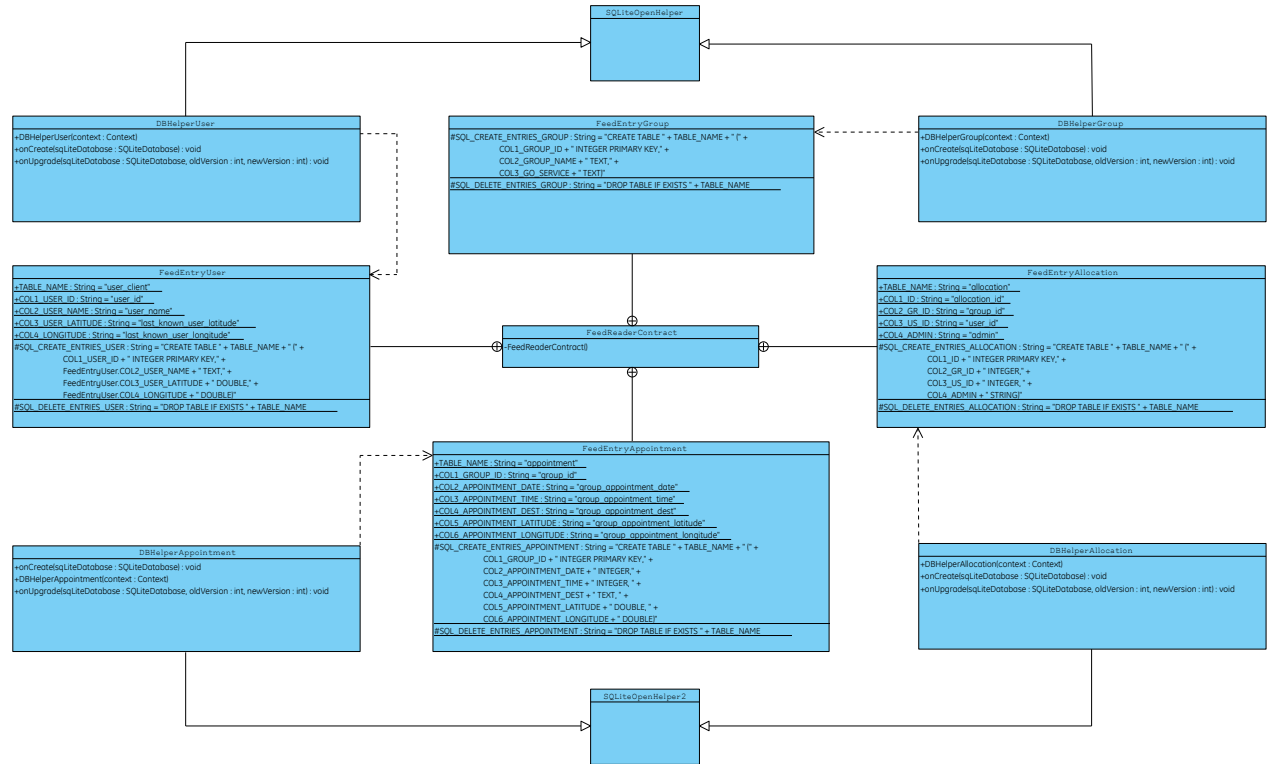 SQLiteOpenHelper
DBHelperUser
+DBHelperUser(context : Context)
+onCreate(sqLiteDatabase : SQLiteDatabase) : void
+onUpgrade(sqLiteDatabase : SQLiteDatabase, oldVersion : int, newVersion : int) : void
FeedEntryGroup
#SQL_CREATE_ENTRIES_GROUP : String = "CREATE TABLE " + TABLE_NAME + " (" +
COL1_GROUP_ID + " INTEGER PRIMARY KEY," +
COL2_GROUP_NAME + " TEXT," +
COL3_GO_SERVICE + " TEXT)"
#SQL_DELETE_ENTRIES_GROUP : String = "DROP TABLE IF EXISTS " + TABLE_NAME
DBHelperGroup
+DBHelperGroup(context : Context)
+onCreate(sqLiteDatabase : SQLiteDatabase) : void
+onUpgrade(sqLiteDatabase : SQLiteDatabase, oldVersion : int, newVersion : int) : void
FeedEntryUser
+TABLE_NAME : String = "user_client"
+COL1_USER_ID : String = "user_id"
+COL2_USER_NAME : String = "user_name"
+COL3_USER_LATITUDE : String = "last_known_user_latitude"
+COL4_LONGITUDE : String = "last_known_user_longitude"
#SQL_CREATE_ENTRIES_USER : String = "CREATE TABLE " + TABLE_NAME + " (" +
COL1_USER_ID + " INTEGER PRIMARY KEY," +
FeedEntryUser.COL2_USER_NAME + " TEXT," +
FeedEntryUser.COL3_USER_LATITUDE + " DOUBLE," +
FeedEntryUser.COL4_LONGITUDE + " DOUBLE)"
#SQL_DELETE_ENTRIES_USER : String = "DROP TABLE IF EXISTS " + TABLE_NAME
FeedReaderContract
-FeedReaderContract()
FeedEntryAllocation
+TABLE_NAME : String = "allocation"
+COL1_ID : String = "allocation_id"
+COL2_GR_ID : String = "group_id"
+COL3_US_ID : String = "user_id"
+COL4_ADMIN : String = "admin"
#SQL_CREATE_ENTRIES_ALLOCATION : String = "CREATE TABLE " + TABLE_NAME + " (" +
COL1_ID + " INTEGER PRIMARY KEY," +
COL2_GR_ID + " INTEGER," +
COL3_US_ID + " INTEGER, " +
COL4_ADMIN + " STRING)"
#SQL_DELETE_ENTRIES_ALLOCATION : String = "DROP TABLE IF EXISTS " + TABLE_NAME
FeedEntryAppointment
+TABLE_NAME : String = "appointment"
+COL1_GROUP_ID : String = "group_id"
+COL2_APPOINTMENT_DATE : String = "group_appointment_date"
+COL3_APPOINTMENT_TIME : String = "group_appointment_time"
+COL4_APPOINTMENT_DEST : String = "group_appointment_dest"
+COL5_APPOINTMENT_LATITUDE : String = "group_appointment_latitude"
+COL6_APPOINTMENT_LONGITUDE : String = "group_appointment_longitude"
#SQL_CREATE_ENTRIES_APPOINTMENT : String = "CREATE TABLE " + TABLE_NAME + " (" +
COL1_GROUP_ID + " INTEGER PRIMARY KEY," +
COL2_APPOINTMENT_DATE + " INTEGER," +
COL3_APPOINTMENT_TIME + " INTEGER, " +
COL4_APPOINTMENT_DEST + " TEXT, " +
COL5_APPOINTMENT_LATITUDE + " DOUBLE, " +
COL6_APPOINTMENT_LONGITUDE + " DOUBLE)"
#SQL_DELETE_ENTRIES_APPOINTMENT : String = "DROP TABLE IF EXISTS " + TABLE_NAME
DBHelperAppointment
+onCreate(sqLiteDatabase : SQLiteDatabase) : void
+DBHelperAppointment(context : Context)
+onUpgrade(sqLiteDatabase : SQLiteDatabase, oldVersion : int, newVersion : int) : void
DBHelperAllocation
+DBHelperAllocation(context : Context)
+onCreate(sqLiteDatabase : SQLiteDatabase) : void
+onUpgrade(sqLiteDatabase : SQLiteDatabase, oldVersion : int, newVersion : int) : void
SQLiteOpenHelper2